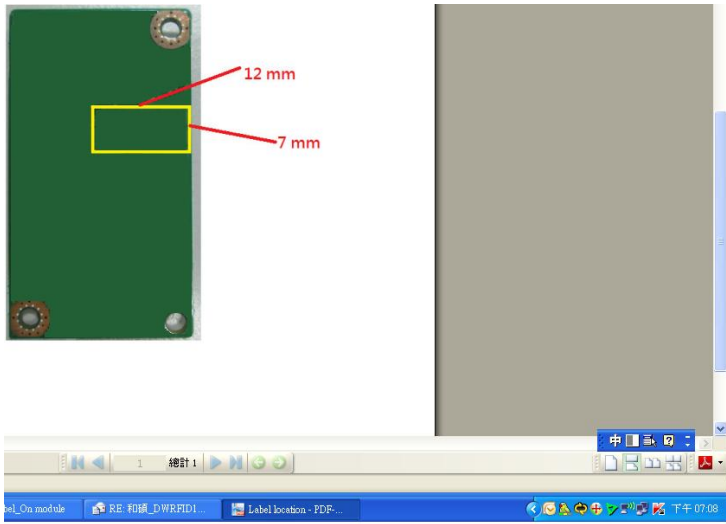 12 mm
7 mm
中
1 總計 1
bel_On module
RE: 和碩_DWRFID1...
Label location - PDF-...
下午 07:08